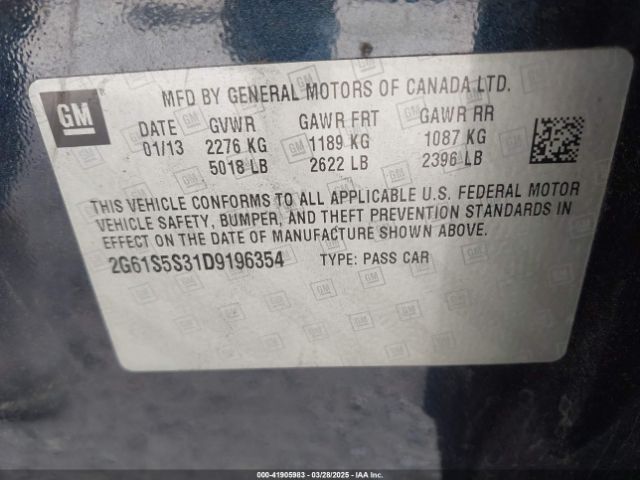 GM
MFD BY GENERAL MOTORS OF CANADA LTD.
DATE GVWR GAWR FRT GAWR RR
01/13 2276 KG 1189 KG 1087 KG
5018 LB 2622 LB 2396 LB
THIS VEHICLE CONFORMS TO ALL APPLICABLE U.S. FEDERAL MOTOR
VEHICLE SAFETY, BUMPER, AND THEFT PREVENTION STANDARDS IN
EFFECT ON THE DATE OF MANUFACTURE SHOWN ABOVE.
2G61S5S31D9196354 TYPE: PASS CAR
000-41905983 - 03/28/2025 - Copyright IAAI, Inc.